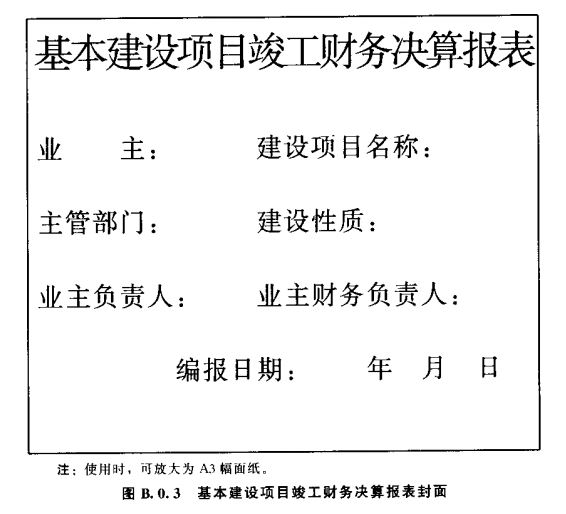 基本建设项目竣工财务决算报表
业　　主：　　　建设项目名称：
主管部门：　　　建设性质：
业主负责人：　　业主财务负责人：
编报日期：　　年　月　日
注：使用时，可放大为 A3 幅面纸。
图 B.0.3　基本建设项目竣工财务决算报表封面